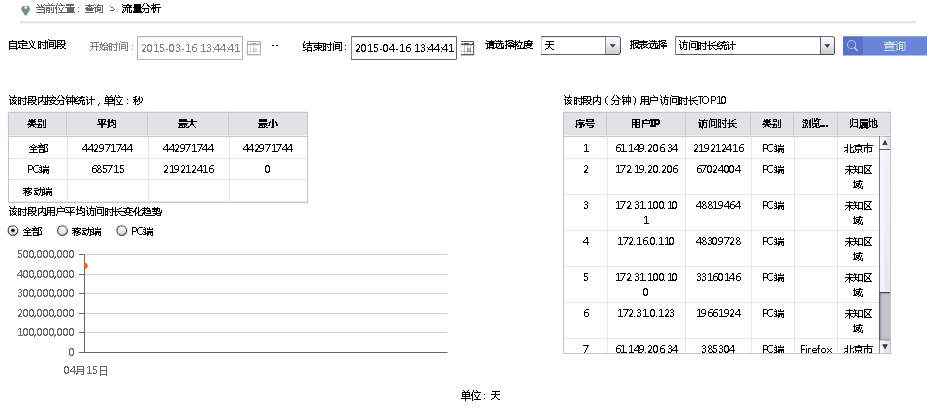 当前位置：查询 > 流量分析
自定义时间段 开始时间： 2015-03-16 13:44:41 -- 结束时间： 2015-04-16 13:44:41 请选择粒度 天 报表选择 访问时长统计 查询
该时段内按分钟统计，单位：秒
类别 平均 最大 最小
全部 442971744 442971744 442971744
PC端 685715 219212416 0
移动端
该时段内用户平均访问时长变化趋势
全部 移动端 PC端
500,000,000
400,000,000
300,000,000
200,000,000
100,000,000
0
04月15日
单位：天
该时段内（分钟）用户访问时长TOP10
序号 用户IP 访问时长 类别 浏览... 归属地
1 61.149.206.34 219212416 PC端 北京市
2 172.19.20.206 67024004 PC端 未知区
域
3 172.31.100.10 48819464 PC端 未知区
1 域
4 172.16.0.110 48309728 PC端 未知区
域
5 172.31.100.10 33160146 PC端 未知区
0 域
6 172.31.0.123 19661924 PC端 未知区
域
7 61.149.206.34 385304 PC端 Firefox 北京市